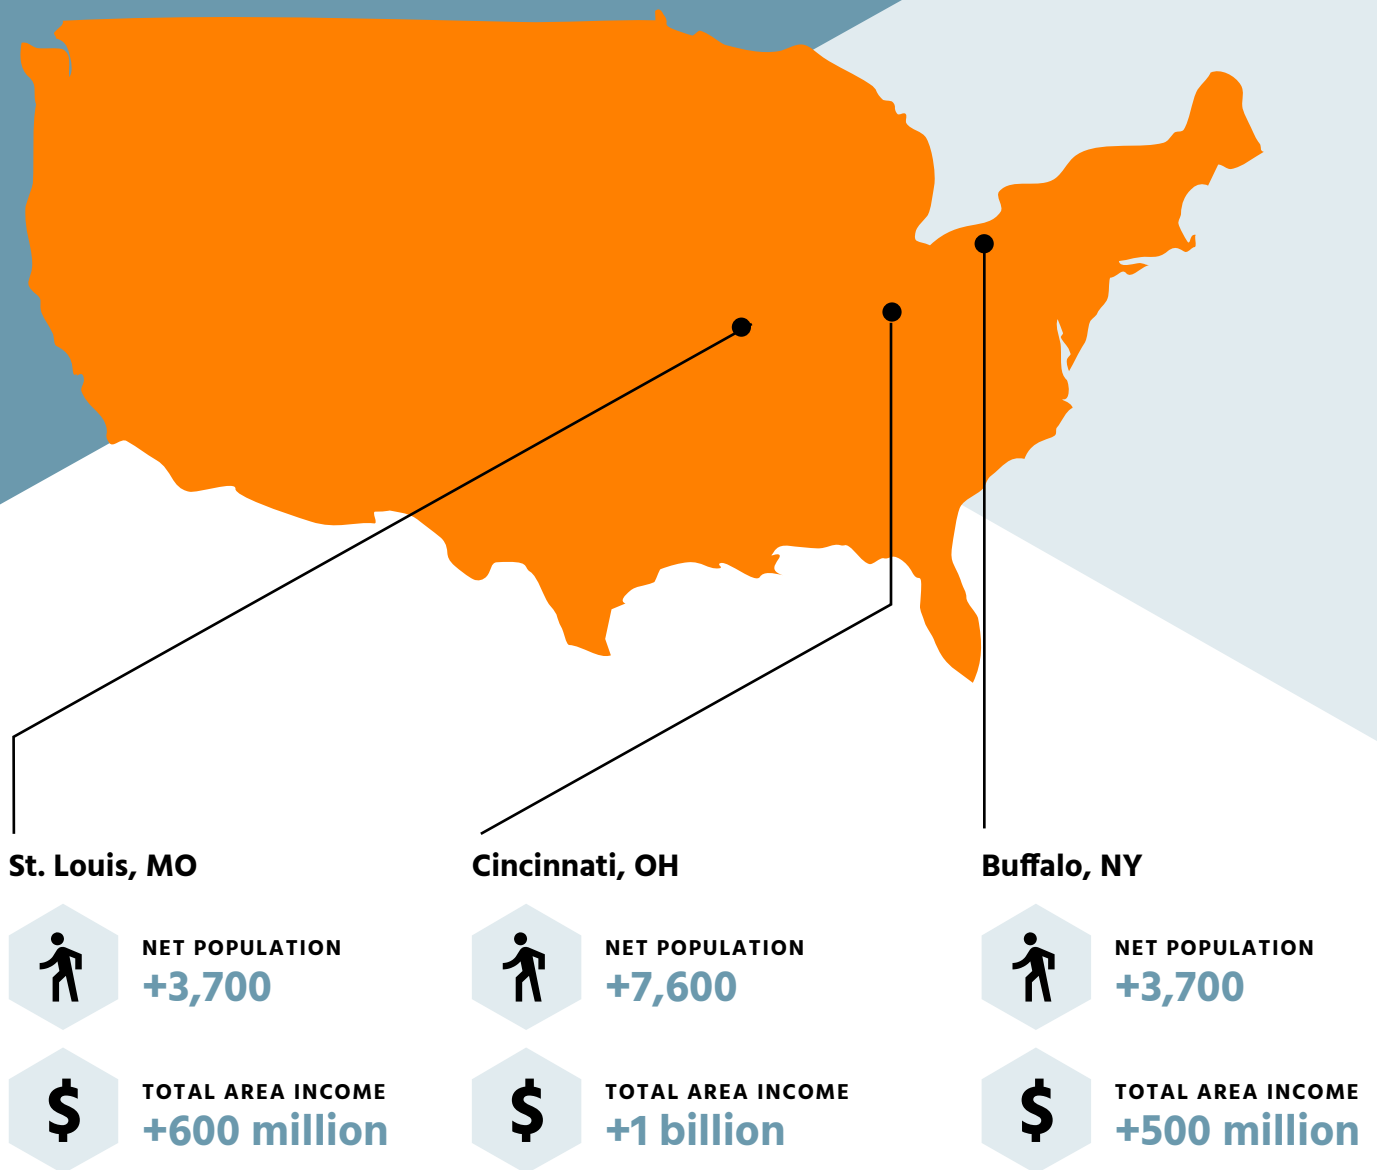 St. Louis, MO
NET POPULATION
+3,700
$
TOTAL AREA INCOME
+600 million
Cincinnati, OH
NET POPULATION
+7,600
$
TOTAL AREA INCOME
+1 billion
Buffalo, NY
NET POPULATION
+3,700
$
TOTAL AREA INCOME
+500 million